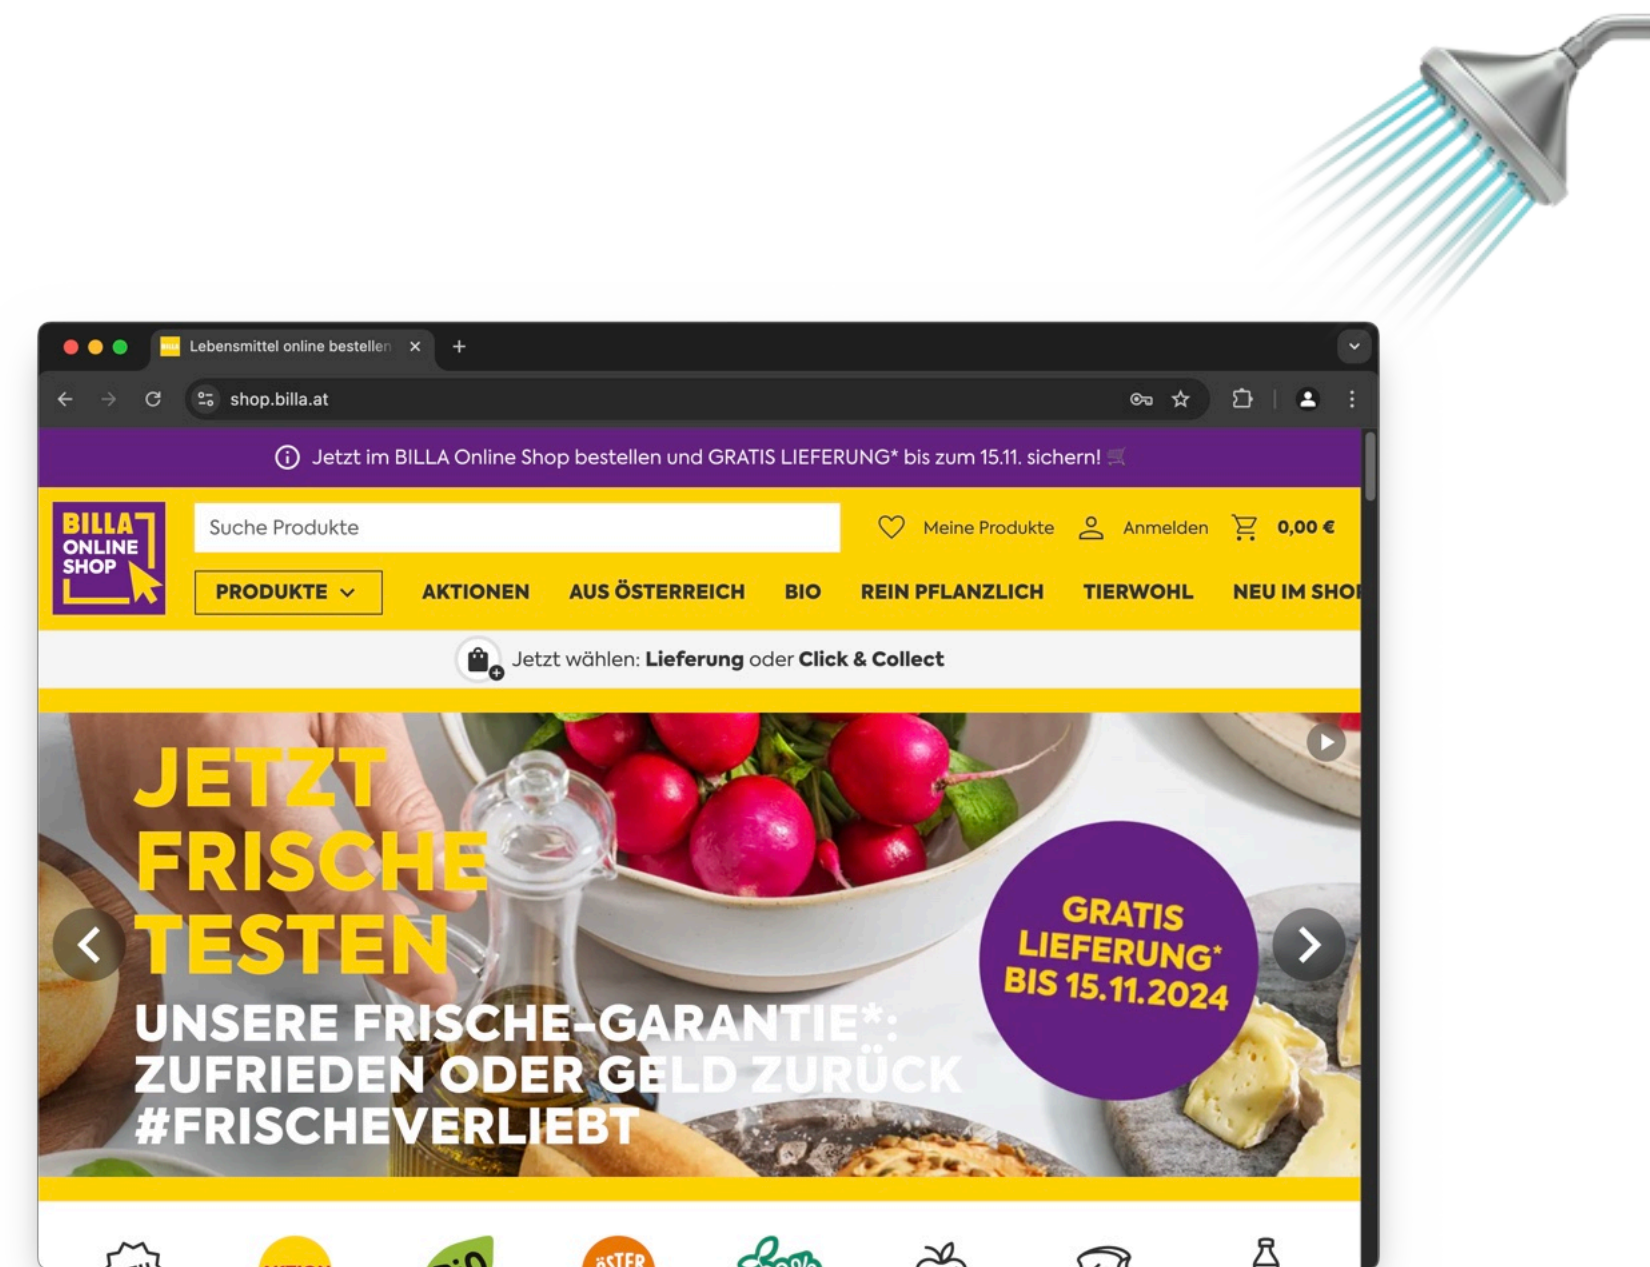 Lebensmittel online bestellen
shop.billa.at
Jetzt im BILLA Online Shop bestellen und GRATIS LIEFERUNG* bis zum 15.11. sichern!
BILLA
ONLINE
SHOP
Suche Produkte
Meine Produkte
Anmelden
0,00 €
PRODUKTE
AKTIONEN
AUS ÖSTERREICH
BIO
REIN PFLANZLICH
TIERWOHL
NEU IM SHO
Jetzt wählen: Lieferung oder Click & Collect
JETZT
FRISCHE
TESTEN
GRATIS
LIEFERUNG*
BIS 15.11.2024
UNSERE FRISCHE-GARANTIE*:
ZUFRIEDEN ODER GELD ZURÜCK
#FRISCHEVERLIEBT